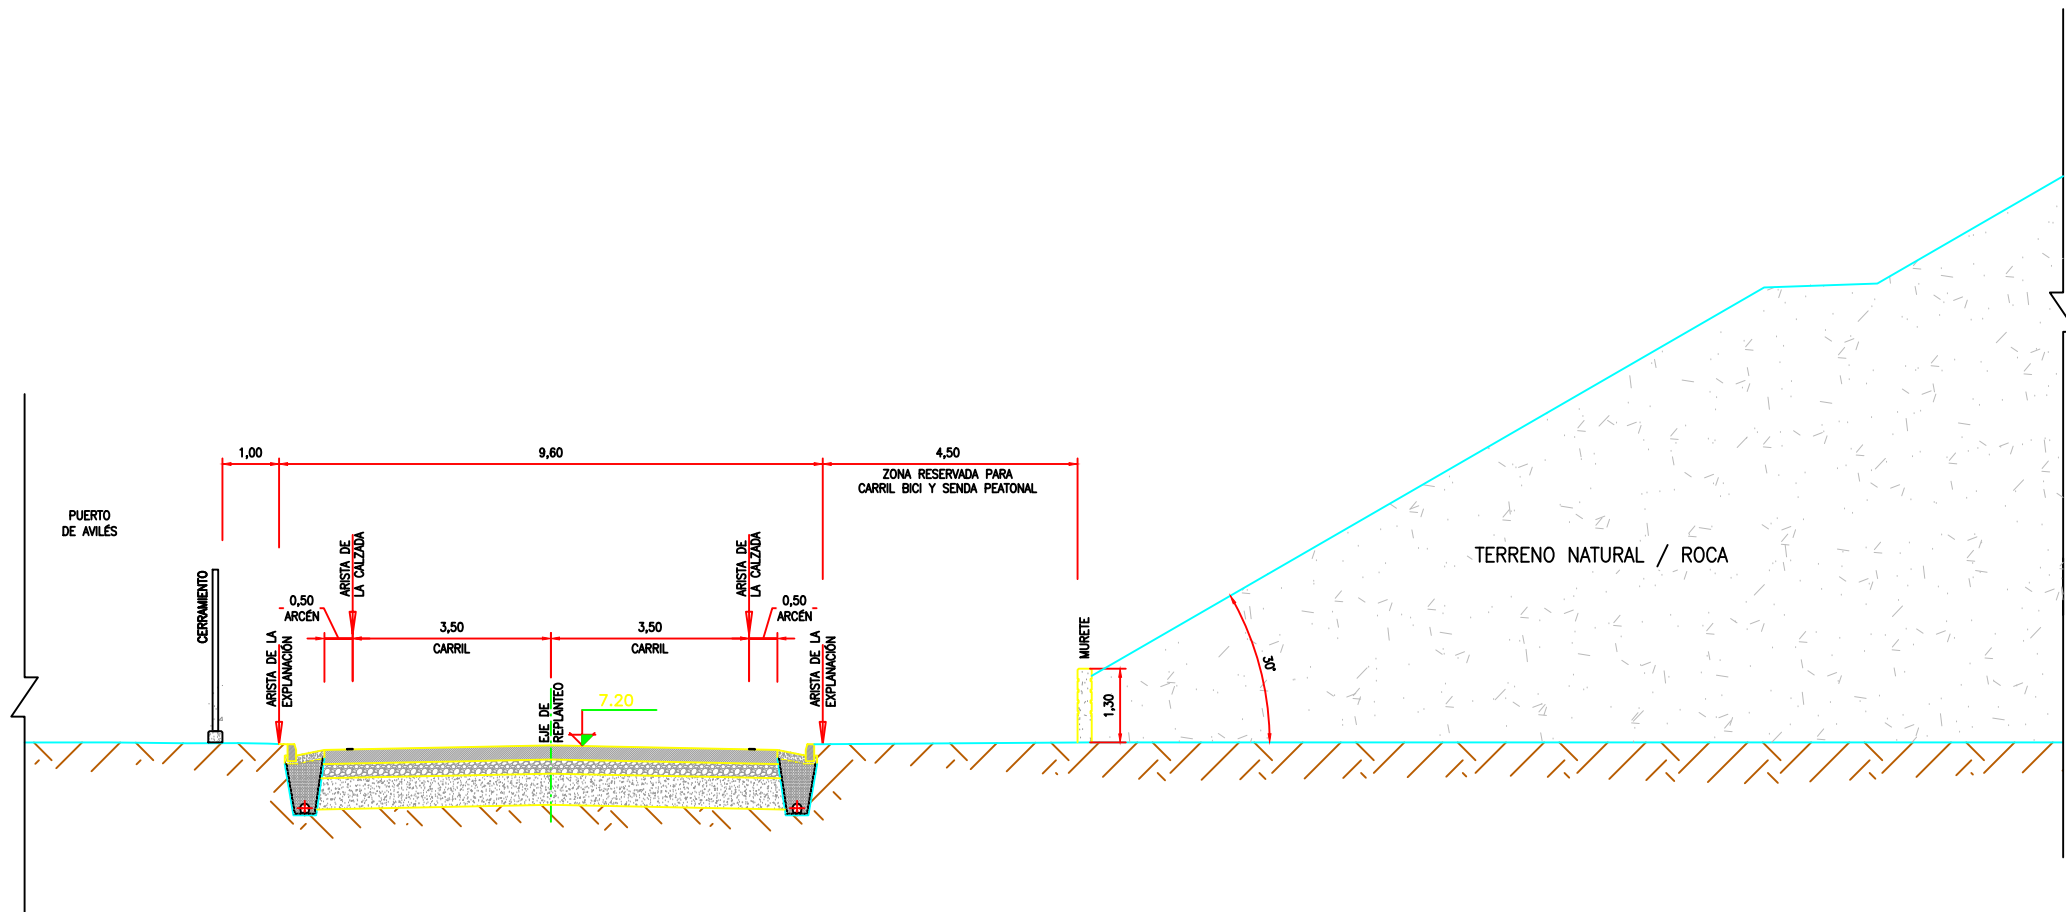 1,00
9,60
4,50
ZONA RESERVADA PARA
CARRIL BICI Y SENDA PEATONAL
PUERTO
DE AVILÉS
CERRAMIENTO
ARISTA DE LA
EXPLANACIÓN
0,50
ARCÉN
ARISTA DE
LA CALZADA
3,50
CARRIL
EJE DE
REPLANTEO
7.20
3,50
CARRIL
ARISTA DE
LA CALZADA
0,50
ARCÉN
ARISTA DE LA
EXPLANACIÓN
MURETE
1,30
30°
TERRENO NATURAL / ROCA